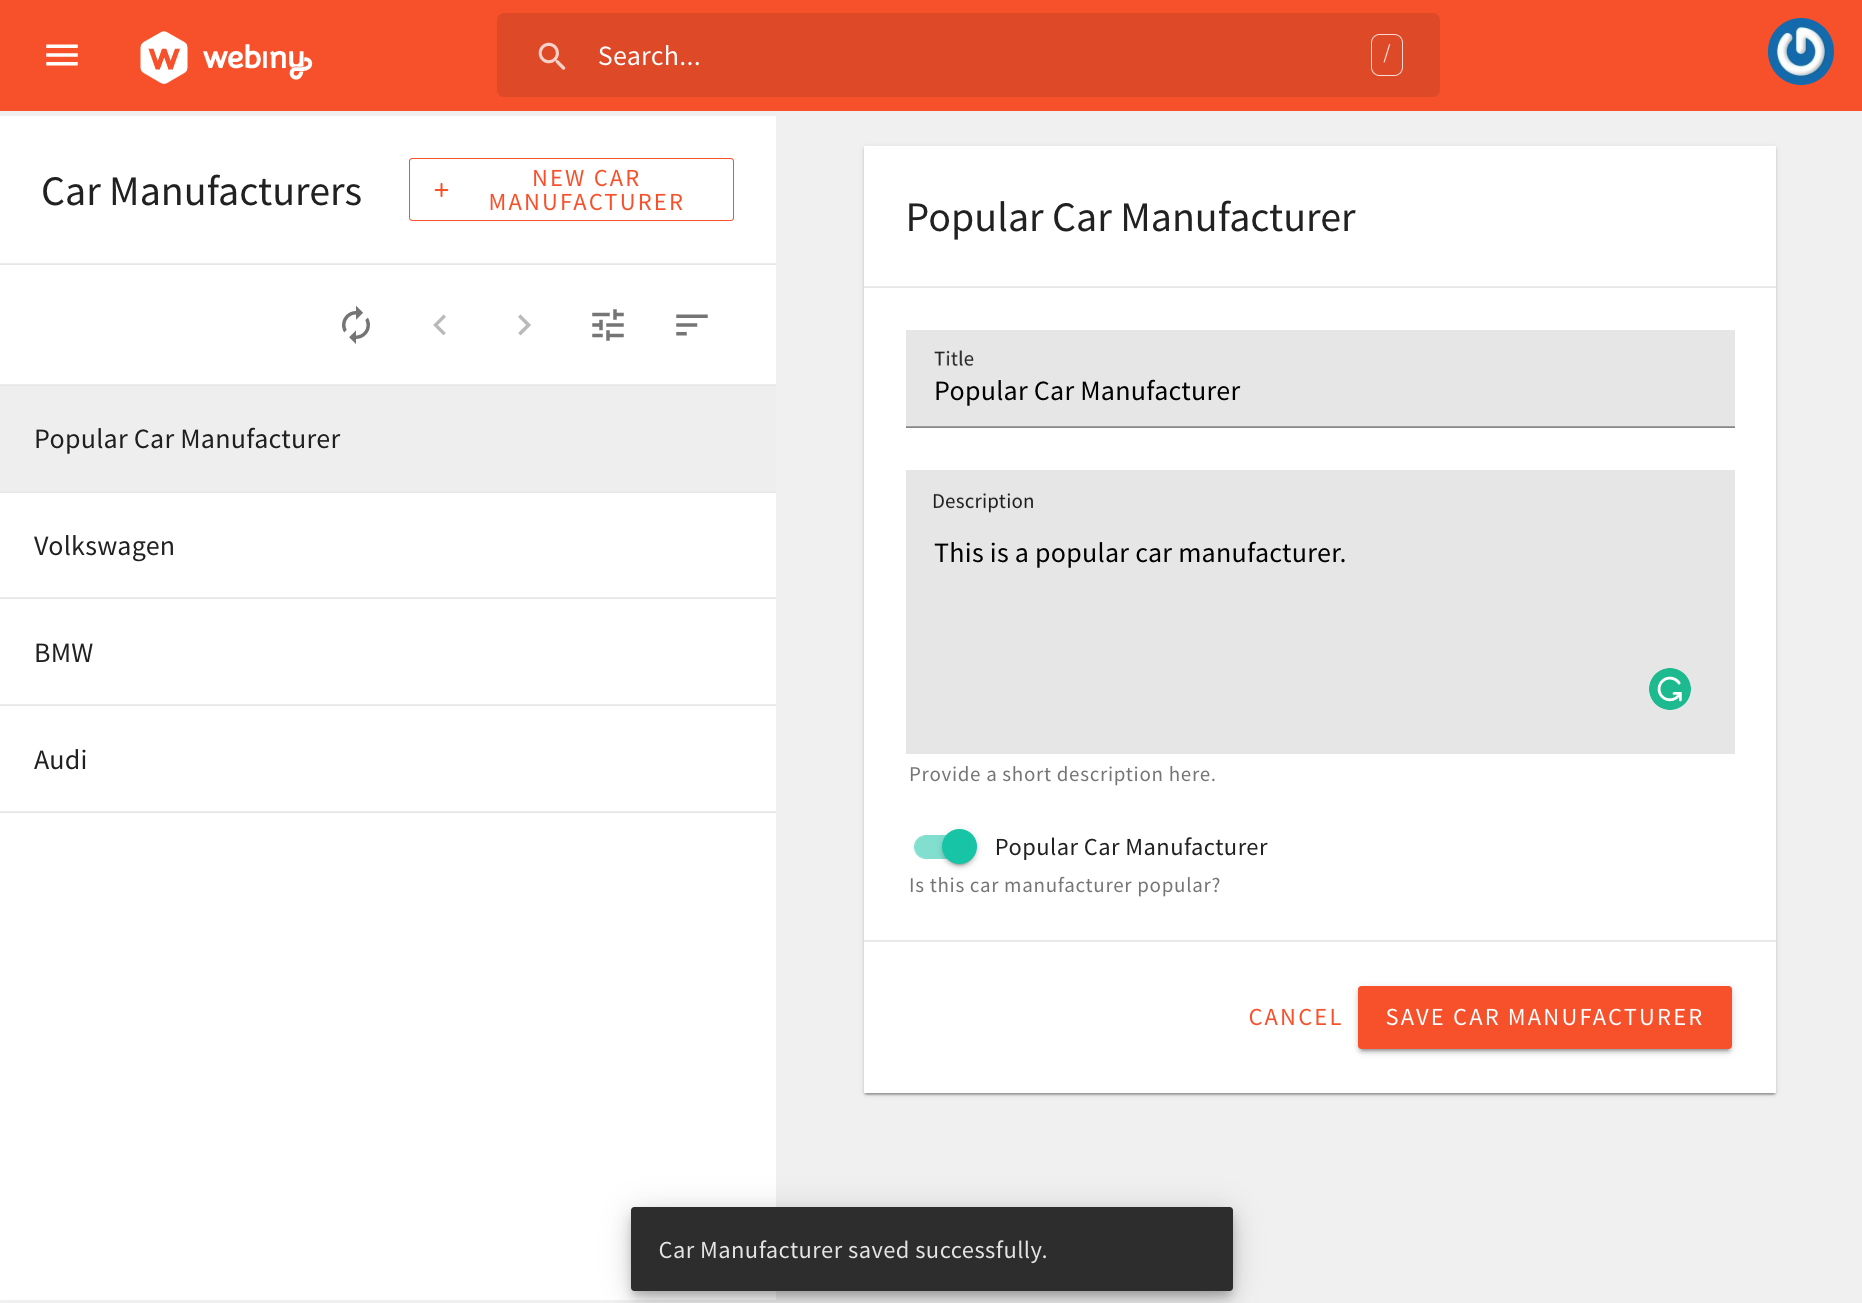 webiny
Search...
/
Car Manufacturers
+ NEW CAR
MANUFACTURER
Popular Car Manufacturer
Volkswagen
BMW
Audi
Popular Car Manufacturer
Title
Popular Car Manufacturer
Description
This is a popular car manufacturer.
Provide a short description here.
Popular Car Manufacturer
Is this car manufacturer popular?
CANCEL
SAVE CAR MANUFACTURER
Car Manufacturer saved successfully.